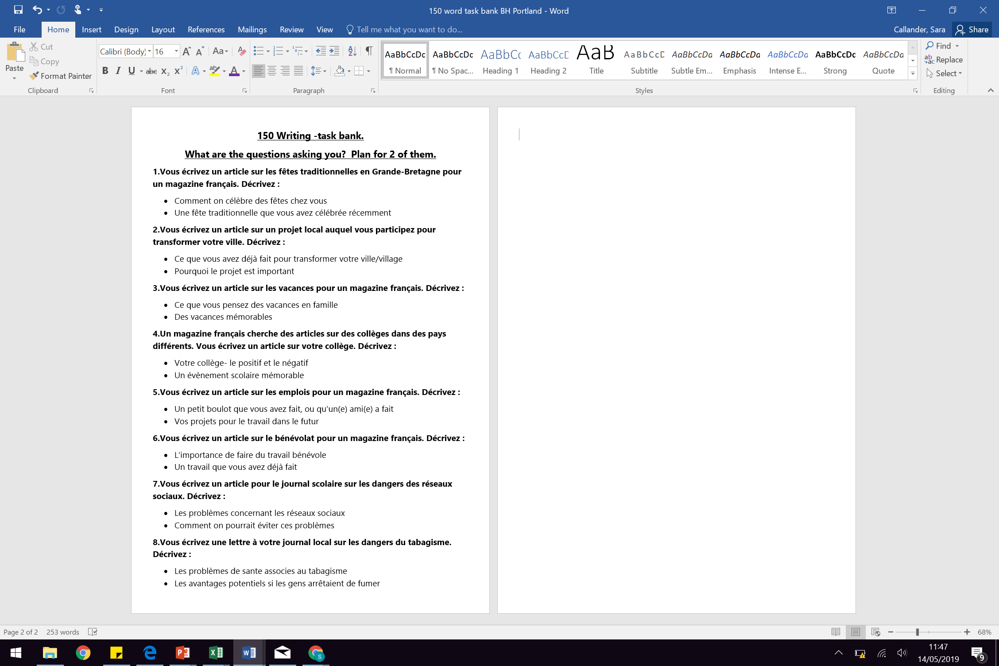 150 word task bank BH Portland - Word
File Home Insert Design Layout References Mailings Review View Tell me what you want to do... Callander, Sara Share
Cut
Copy
Paste
Format Painter
Clipboard
Calibri (Body) 16
Font
Paragraph
AaBbCcDc AaBbCcDc AaBbCc AaBbCcD AaB AaBbCcD AaBbCcDa AaBbCcDa AaBbCcDa AaBbCcDc AaBbCcDa
¶ Normal ¶ No Spac... Heading 1 Heading 2 Title Subtitle Subtle Em... Emphasis Intense E... Strong Quote
Styles
Find
Replace
Select
Editing
150 Writing -task bank.
What are the questions asking you? Plan for 2 of them.
1.Vous écrivez un article sur les fêtes traditionnelles en Grande-Bretagne pour
un magazine français. Décrivez :
• Comment on célèbre des fêtes chez vous
• Une fête traditionnelle que vous avez célébrée récemment
2.Vous écrivez un article sur un projet local auquel vous participez pour
transformer votre ville. Décrivez :
• Ce que vous avez déjà fait pour transformer votre ville/village
• Pourquoi le projet est important
3.Vous écrivez un article sur les vacances pour un magazine français. Décrivez :
• Ce que vous pensez des vacances en famille
• Des vacances mémorables
4.Un magazine français cherche des articles sur des collèges dans des pays
différents. Vous écrivez un article sur votre collège. Décrivez :
• Votre collège- le positif et le négatif
• Un évènement scolaire mémorable
5.Vous écrivez un article sur les emplois pour un magazine français. Décrivez :
• Un petit boulot que vous avez fait, ou qu’un(e) ami(e) a fait
• Vos projets pour le travail dans le futur
6.Vous écrivez un article sur le bénévolat pour un magazine français. Décrivez :
• L’importance de faire du travail bénévole
• Un travail que vous avez déjà fait
7.Vous écrivez un article pour le journal scolaire sur les dangers des réseaux
sociaux. Décrivez :
• Les problèmes concernant les réseaux sociaux
• Comment on pourrait éviter ces problèmes
8.Vous écrivez une lettre à votre journal local sur les dangers du tabagisme.
Décrivez :
• Les problèmes de sante associes au tabagisme
• Les avantages potentiels si les gens arrêtaient de fumer
Page 2 of 2 253 words 68%
11:47
14/05/2019
9